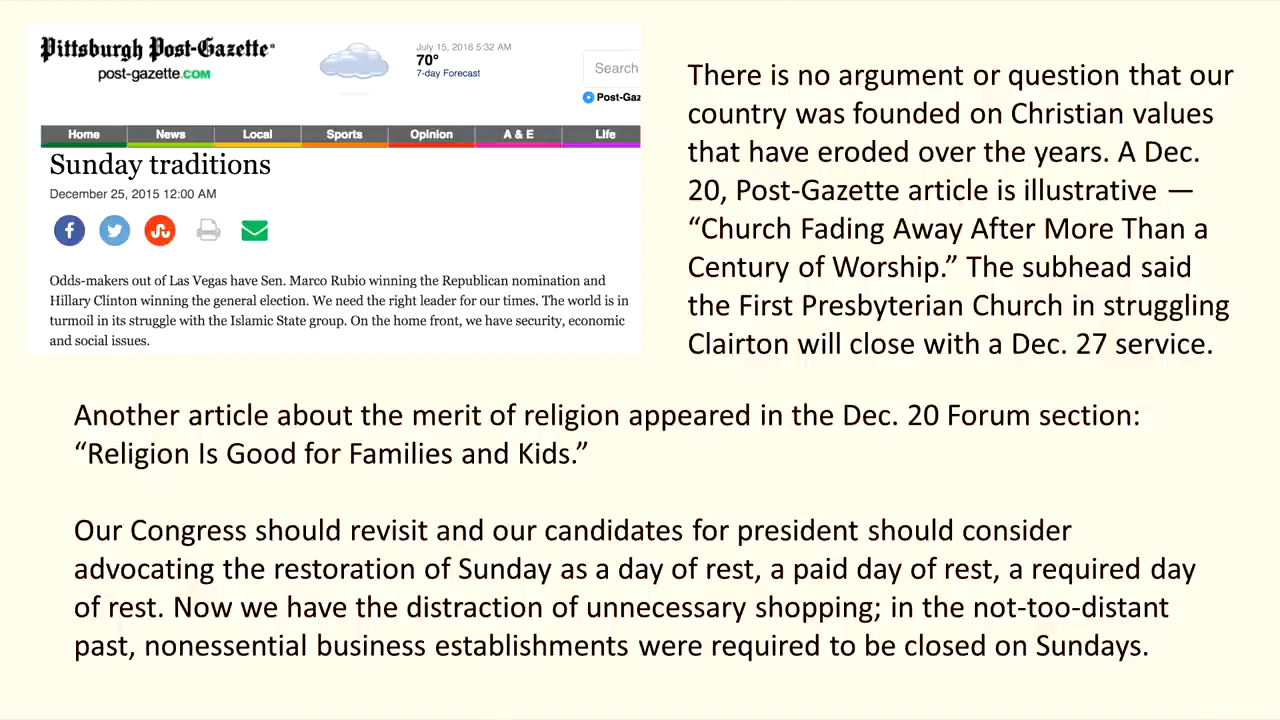 Pittsburgh Post-Gazette®
post-gazette.COM
July 15, 2016 5:32 AM
70°
7-day Forecast
Search
Post-Gaz
Home News Local Sports Opinion A & E Life
Sunday traditions
December 25, 2015 12:00 AM
Odds-makers out of Las Vegas have Sen. Marco Rubio winning the Republican nomination and
Hillary Clinton winning the general election. We need the right leader for our times. The world is in
turmoil in its struggle with the Islamic State group. On the home front, we have security, economic
and social issues.
There is no argument or question that our
country was founded on Christian values
that have eroded over the years. A Dec.
20, Post-Gazette article is illustrative —
“Church Fading Away After More Than a
Century of Worship.” The subhead said
the First Presbyterian Church in struggling
Clairton will close with a Dec. 27 service.
Another article about the merit of religion appeared in the Dec. 20 Forum section:
“Religion Is Good for Families and Kids.”
Our Congress should revisit and our candidates for president should consider
advocating the restoration of Sunday as a day of rest, a paid day of rest, a required day
of rest. Now we have the distraction of unnecessary shopping; in the not-too-distant
past, nonessential business establishments were required to be closed on Sundays.